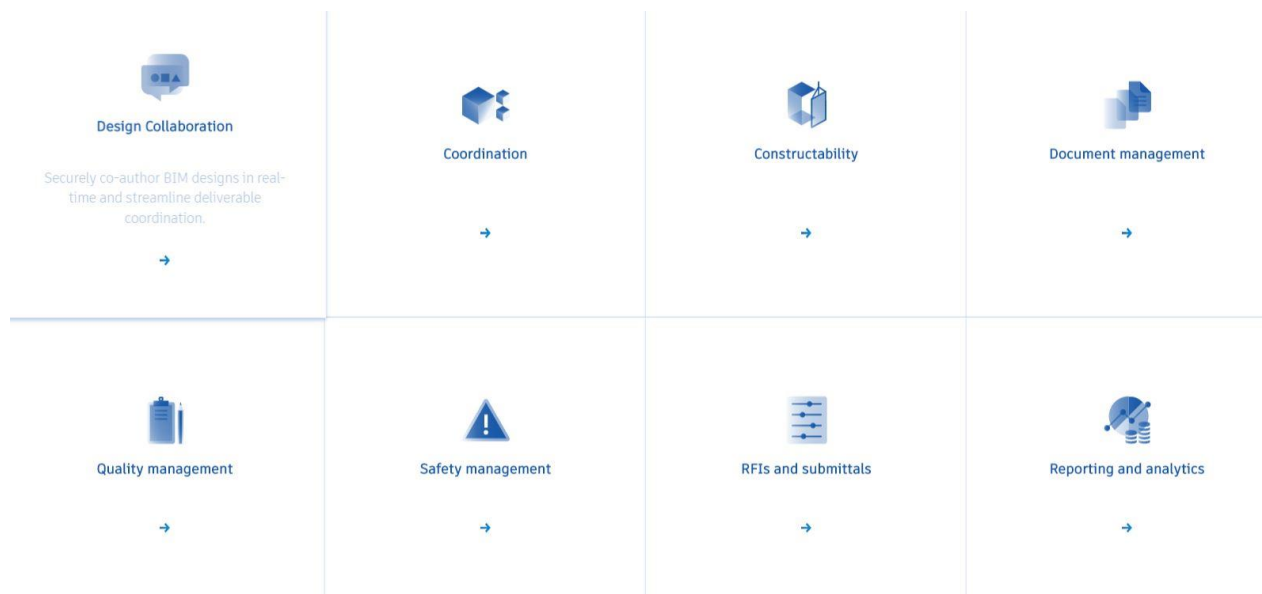 Design Collaboration
Securely co-author BIM designs in real-
time and streamline deliverable
coordination.
Coordination
Constructability
Document management
Quality management
Safety management
RFIs and submittals
Reporting and analytics